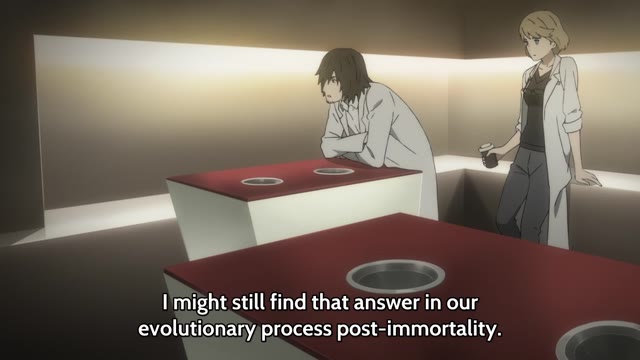 I might still find that answer in our
evolutionary process post-immortality.